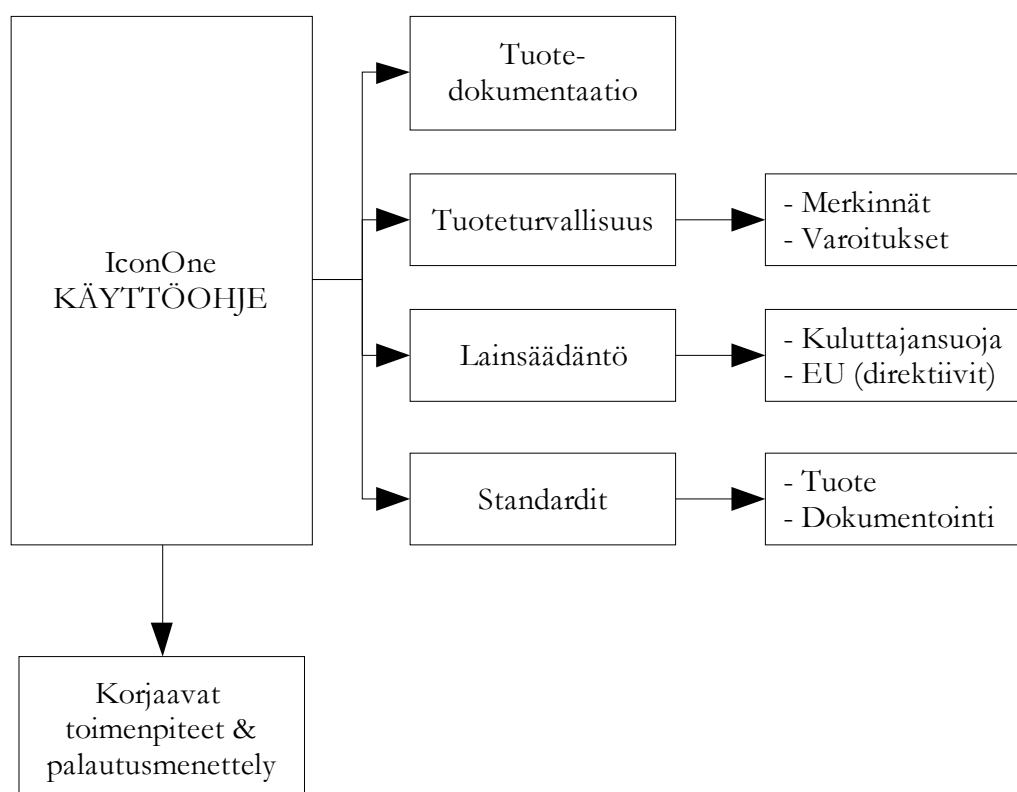 IconOne
KÄYTTÖOHJE
Tuote-
dokumentaatio
Tuoteturvallisuus
- Merkinnät
- Varoitukset
Lainsäädäntö
- Kuluttajansuoja
- EU (direktiivit)
Standardit
- Tuote
- Dokumentointi
Korjaavat
toimenpiteet &
palautusmenettely